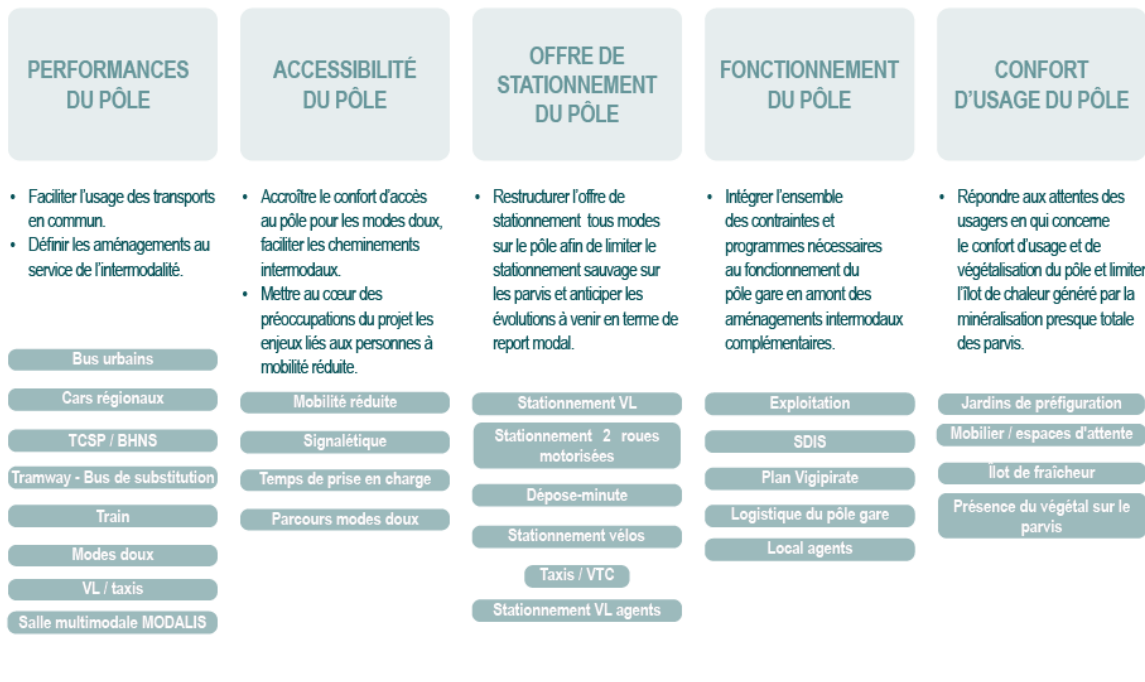 PERFORMANCES
DU PÔLE
• Faciliter l'usage des transports
en commun.
• Définir les aménagements au
service de l'intermodalité.
Bus urbains
Cars régionaux
TCSP / BHNS
Tramway - Bus de substitution
Train
Modes doux
VL / taxis
Salle multimodale MODALIS
ACCESSIBILITÉ
DU PÔLE
• Accroître le confort d'accès
au pôle pour les modes doux,
faciliter les cheminements
intermodaux.
• Mettre au cœur des
préoccupations du projet les
enjeux liés aux personnes à
mobilité réduite.
Mobilité réduite
Signalétique
Temps de prise en charge
Parcours modes doux
OFFRE DE
STATIONNEMENT
DU PÔLE
• Restructurer l'offre de
stationnement tous modes
sur le pôle afin de limiter le
stationnement sauvage sur
les parvis et anticiper les
évolutions à venir en terme de
report modal.
Stationnement VL
Stationnement 2 roues
motorisées
Dépose-minute
Stationnement vélos
Taxis / VTC
Stationnement VL agents
FONCTIONNEMENT
DU PÔLE
• Intégrer l'ensemble
des contraintes et
programmes nécessaires
au fonctionnement du
pôle gare en amont des
aménagements intermodaux
complémentaires.
Exploitation
SDIS
Plan Vigipirate
Logistique du pôle gare
Local agents
CONFORT
D'USAGE DU PÔLE
• Répondre aux attentes des
usagers en qui concerne
le confort d'usage et de
végétalisation du pôle et limiter
l'îlot de chaleur généré par la
minéralisation presque totale
des parvis.
Jardins de préfiguration
Mobilier / espaces d'attente
Îlot de fraîcheur
Présence du végétal sur le
parvis